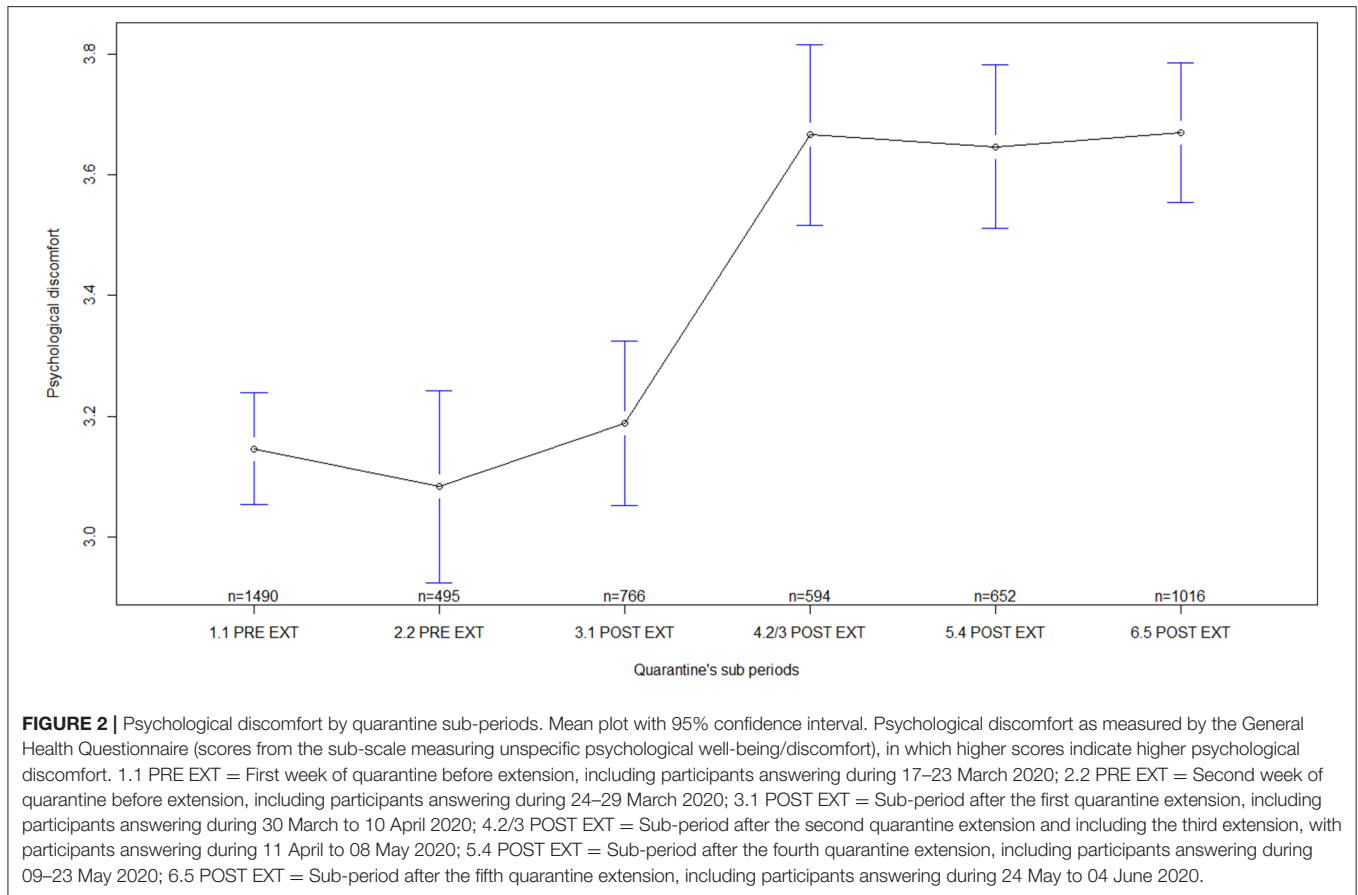 3.8
3.6
3.4
3.2
3.0
Psychological discomfort
n=1490 n=495 n=766 n=594 n=652 n=1016
1.1 PRE EXT 2.2 PRE EXT 3.1 POST EXT 4.2/3 POST EXT 5.4 POST EXT 6.5 POST EXT
Quarantine's sub periods
FIGURE 2 | Psychological discomfort by quarantine sub-periods. Mean plot with 95% confidence interval. Psychological discomfort as measured by the General
Health Questionnaire (scores from the sub-scale measuring unspecific psychological well-being/discomfort), in which higher scores indicate higher psychological
discomfort. 1.1 PRE EXT = First week of quarantine before extension, including participants answering during 17–23 March 2020; 2.2 PRE EXT = Second week of
quarantine before extension, including participants answering during 24–29 March 2020; 3.1 POST EXT = Sub-period after the first quarantine extension, including
participants answering during 30 March to 10 April 2020; 4.2/3 POST EXT = Sub-period after the second quarantine extension and including the third extension, with
participants answering during 11 April to 08 May 2020; 5.4 POST EXT = Sub-period after the fourth quarantine extension, including participants answering during
09–23 May 2020; 6.5 POST EXT = Sub-period after the fifth quarantine extension, including participants answering during 24 May to 04 June 2020.